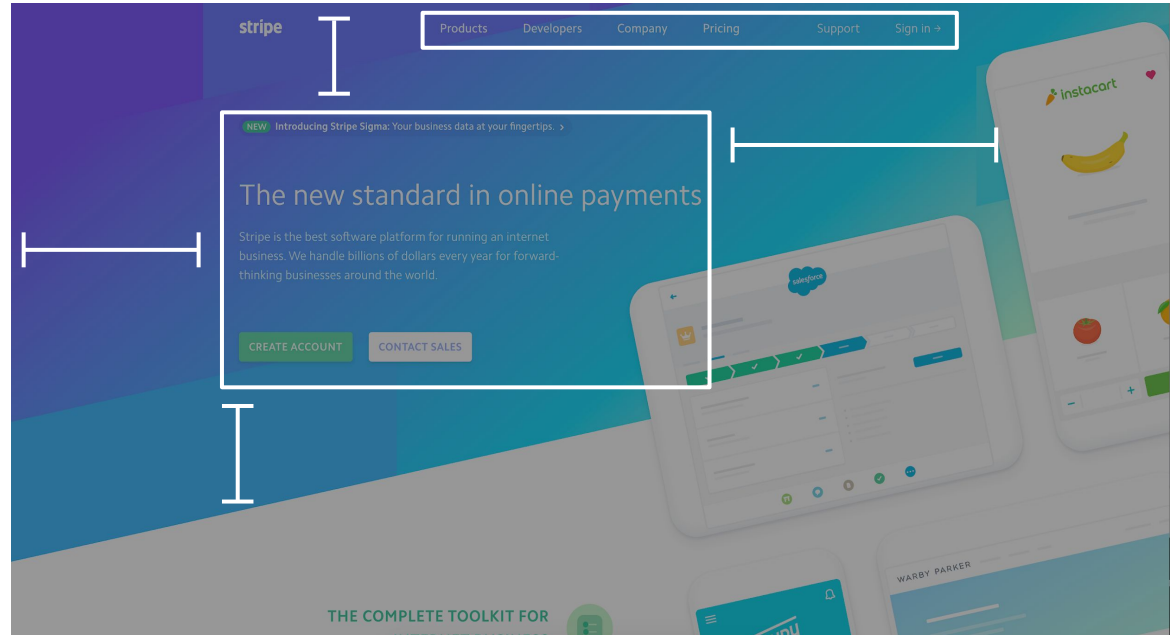 stripe
Products Developers Company Pricing Support Sign in →
NEW Introducing Stripe Sigma: Your business data at your fingertips. >
The new standard in online payments
Stripe is the best software platform for running an internet
business. We handle billions of dollars every year for forward-
thinking businesses around the world.
CREATE ACCOUNT CONTACT SALES
instacart
salesforce
WARBY PARKER
THE COMPLETE TOOLKIT FOR